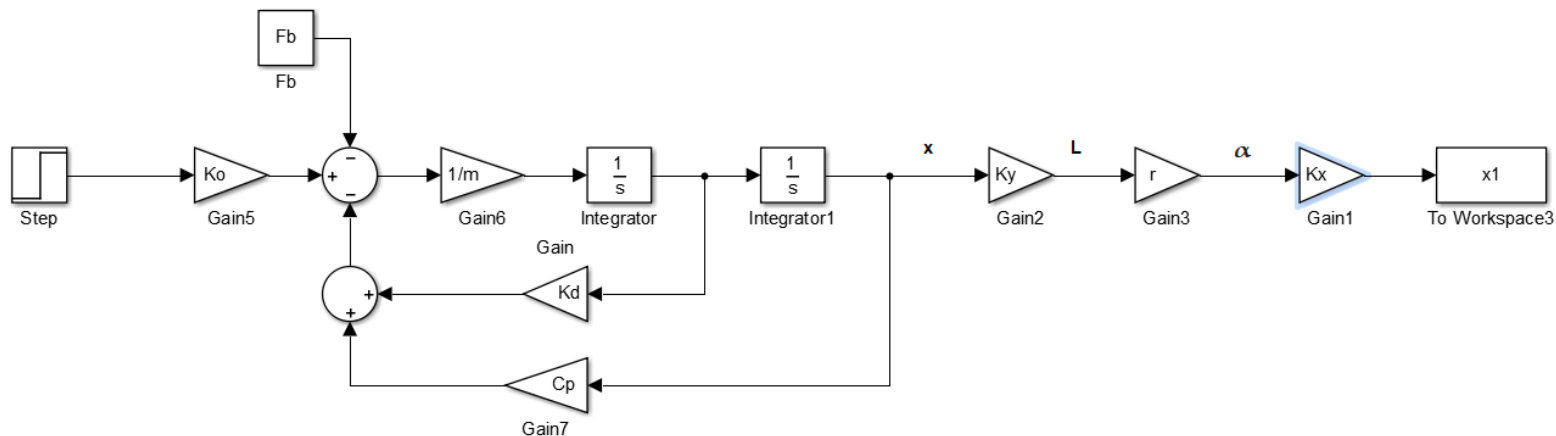 Fb
Fb
x
L
α
Ko
−
+
−
1/m
1
s
1
s
Ky
r
Kx
x1
Step
Gain5
Gain6
Integrator
Integrator1
Gain2
Gain3
Gain1
To Workspace3
Gain
Kd
+
+
Cp
Gain7